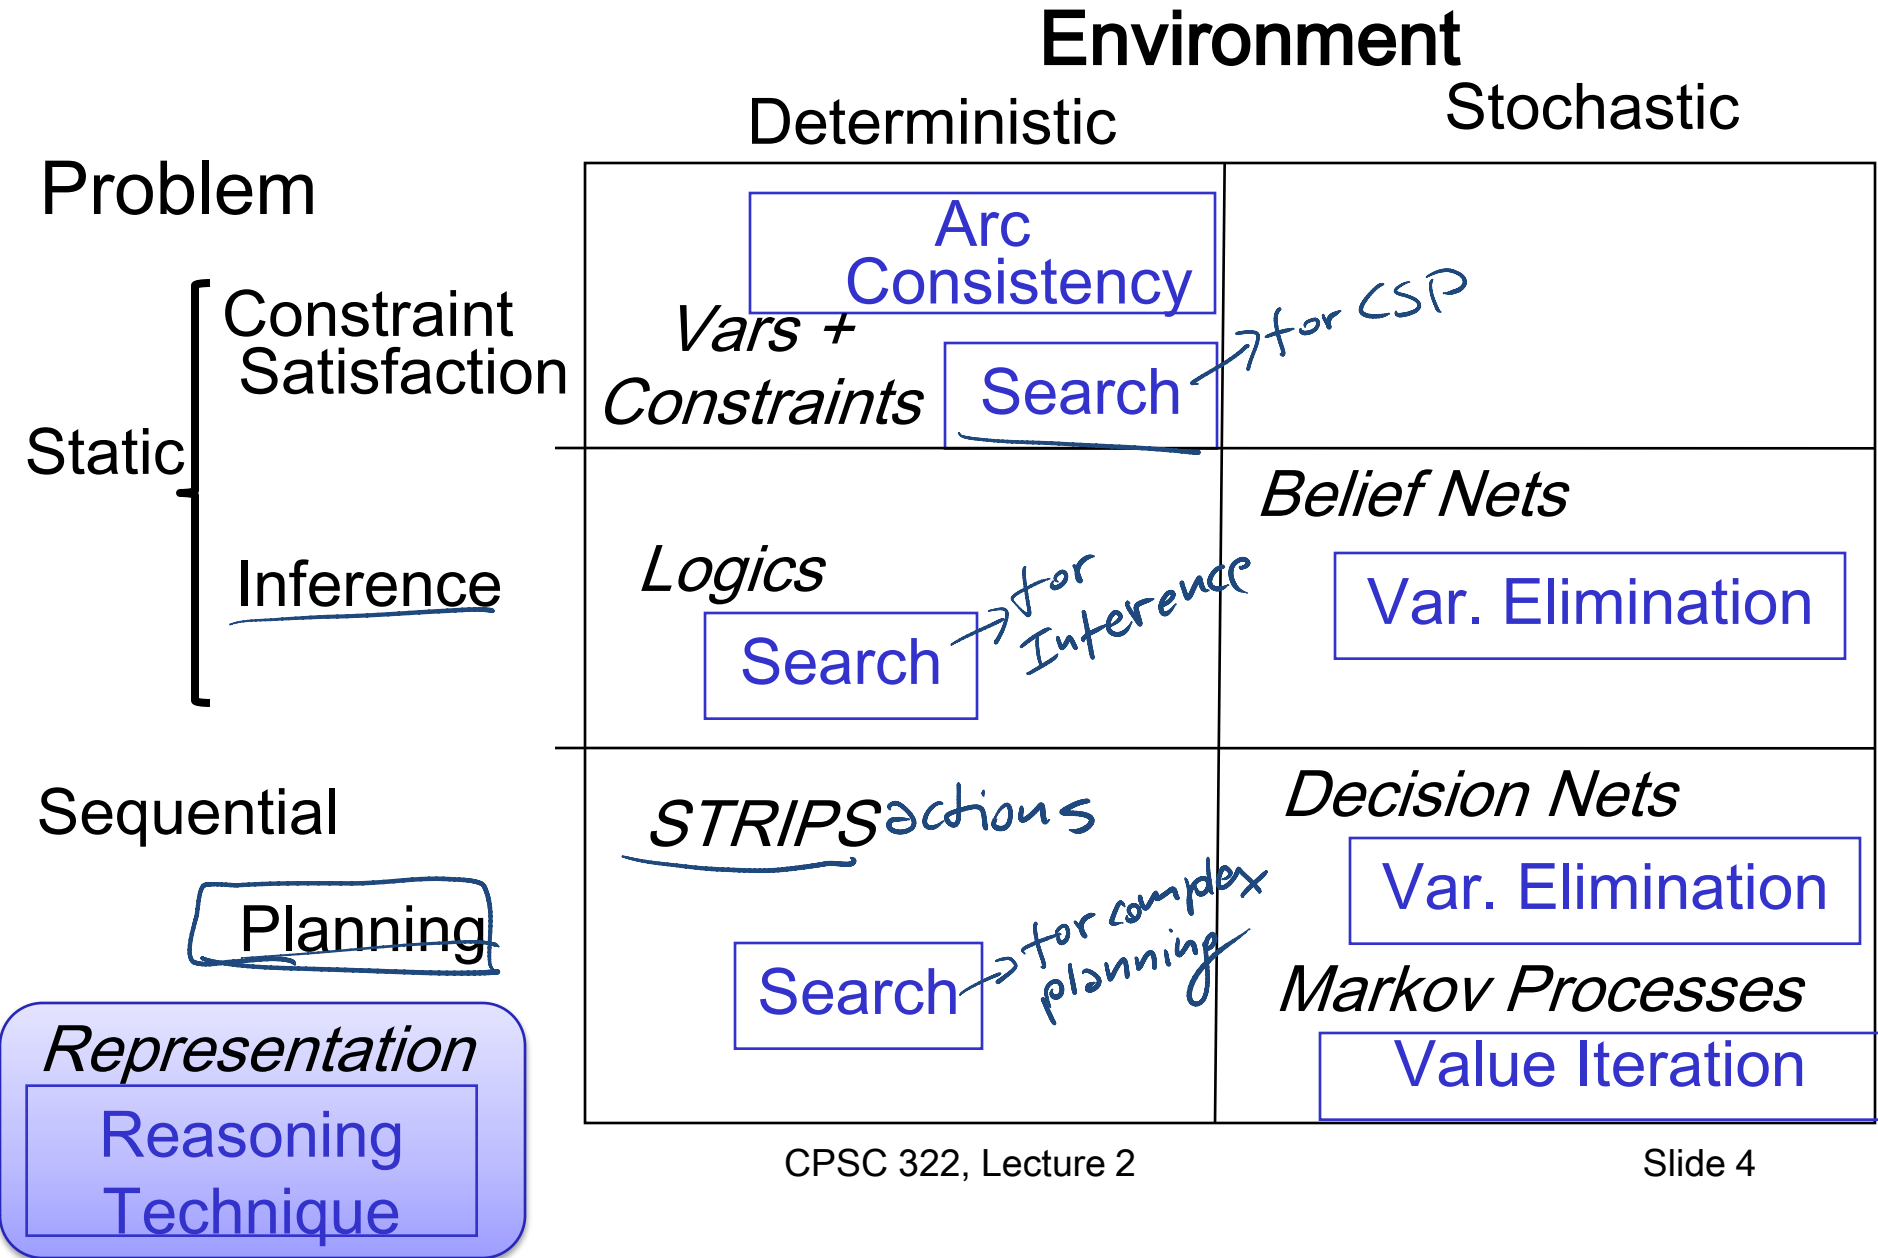 Environment
Deterministic
Stochastic
Problem
Arc
Consistency
Constraint
Satisfaction
Vars +
Constraints
Search
for CSP
Static
Inference
Logics
Search
for
Inference
Belief Nets
Var. Elimination
Sequential
Planning
STRIPS actions
Search
for complex
planning
Decision Nets
Var. Elimination
Markov Processes
Value Iteration
Representation
Reasoning
Technique
CPSC 322, Lecture 2
Slide 4